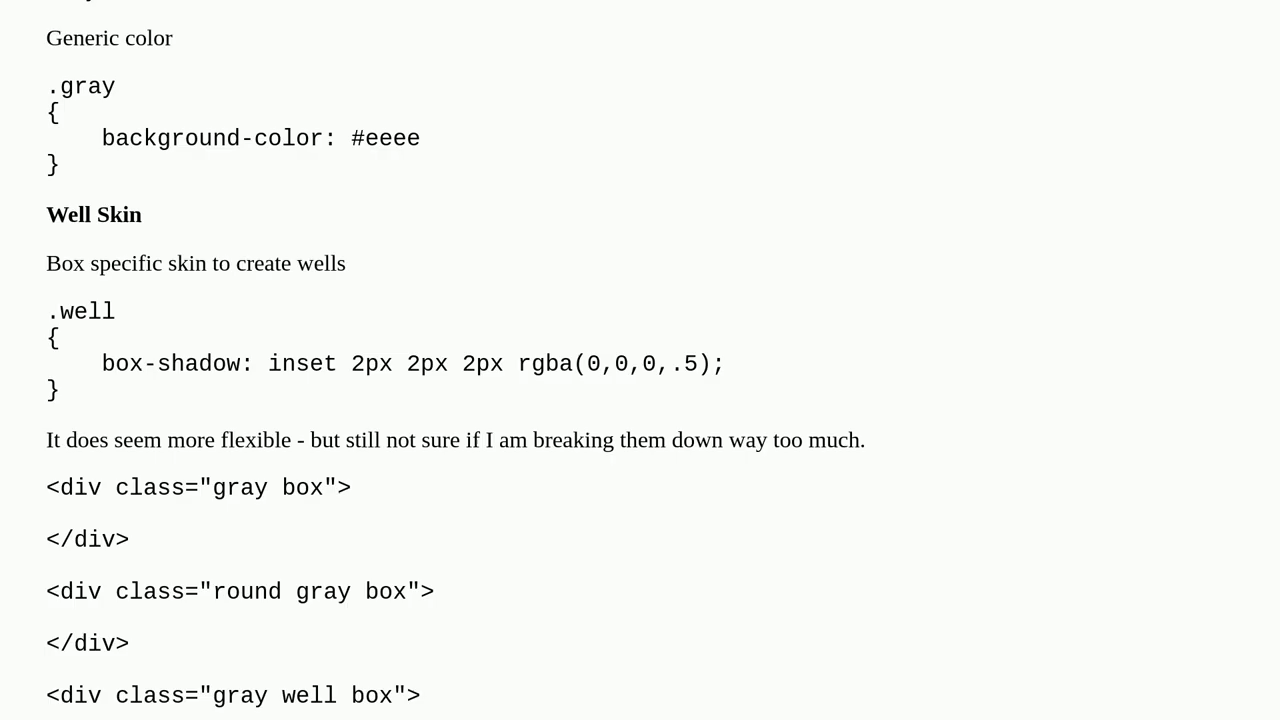 Generic color
.gray
{
    background-color: #eeee
}
Well Skin
Box specific skin to create wells
.well
{
    box-shadow: inset 2px 2px 2px rgba(0,0,0,.5);
}
It does seem more flexible - but still not sure if I am breaking them down way too much.
<div class="gray box">
</div>
<div class="round gray box">
</div>
<div class="gray well box">